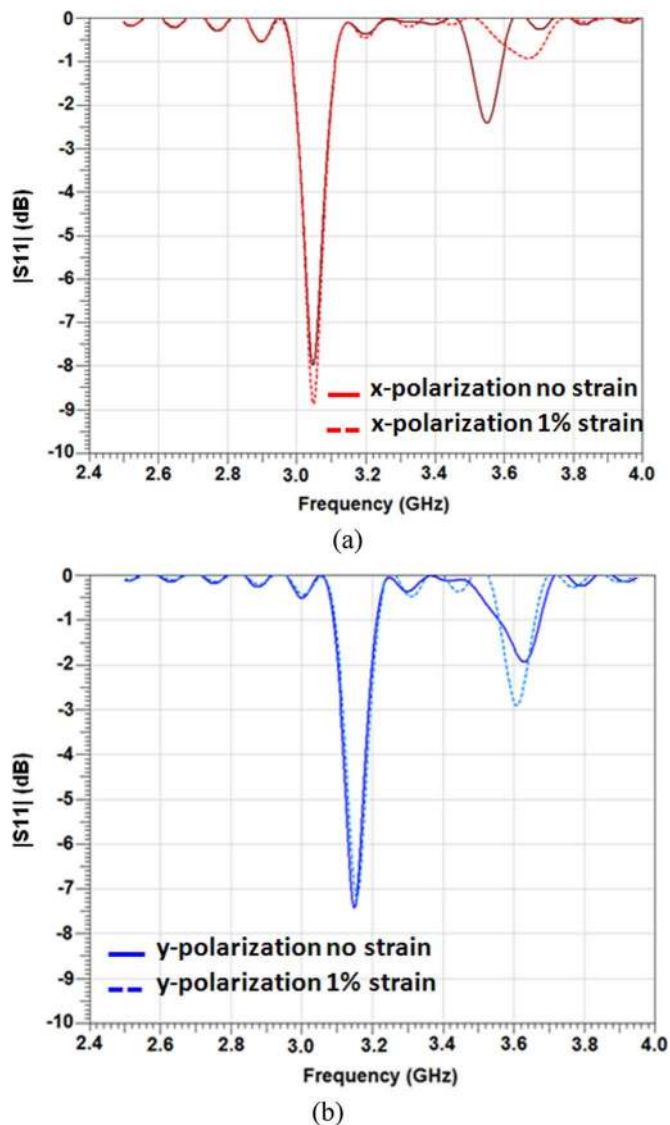 0
-1
-2
-3
-4
-5
-6
-7
-8
-9
-10
|S11| (dB)
x-polarization no strain
x-polarization 1% strain
2.4 2.6 2.8 3.0 3.2 3.4 3.6 3.8 4.0
Frequency (GHz)
(a)
0
-1
-2
-3
-4
-5
-6
-7
-8
-9
-10
|S11| (dB)
y-polarization no strain
y-polarization 1% strain
2.4 2.6 2.8 3.0 3.2 3.4 3.6 3.8 4.0
Frequency (GHz)
(b)